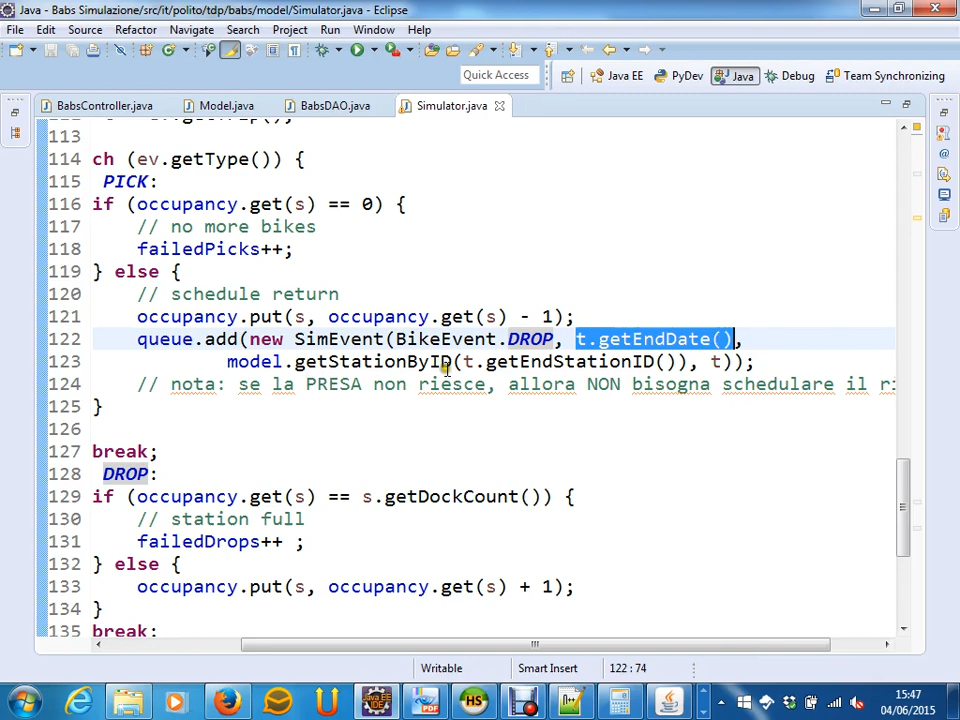 Java - Babs Simulazione/src/it/polito/tdp/babs/model/Simulator.java - Eclipse
File Edit Source Refactor Navigate Search Project Run Window Help
Quick Access Java EE PyDev Java Debug Team Synchronizing
BabsController.java Model.java BabsDAO.java Simulator.java
113
114 ch (ev.getType()) {
115 PICK:
116 if (occupancy.get(s) == 0) {
117 // no more bikes
118 failedPicks++;
119 } else {
120 // schedule return
121 occupancy.put(s, occupancy.get(s) - 1);
122 queue.add(new SimEvent(BikeEvent.DROP, t.getEndDate(),
123 model.getStationByID(t.getEndStationID()), t));
124 // nota: se la PRESA non riesce, allora NON bisogna schedulare il ri
125 }
126
127 break;
128 DROP:
129 if (occupancy.get(s) == s.getDockCount()) {
130 // station full
131 failedDrops++ ;
132 } else {
133 occupancy.put(s, occupancy.get(s) + 1);
134 }
135 break;
Writable Smart Insert 122 : 74
15:47
04/06/2015